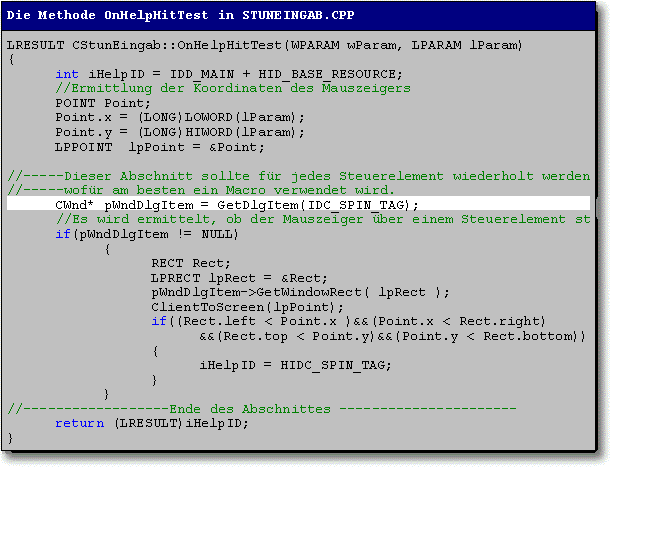 Die Methode OnHelpHitTest in STUNEINGAB.CPP
LRESULT CStunEingab::OnHelpHitTest(WPARAM wParam, LPARAM lParam)
{
int iHelpID = IDD_MAIN + HID_BASE_RESOURCE;
//Ermittlung der Koordinaten des Mauszeigers
POINT Point;
Point.x = (LONG)LOWORD(lParam);
Point.y = (LONG)HIWORD(lParam);
LPPOINT  lpPoint = &Point;
//-----Dieser Abschnitt sollte für jedes Steuerelement wiederholt werden
//-----wofür am besten ein Macro verwendet wird.
CWnd* pWndDlgItem = GetDlgItem(IDC_SPIN_TAG);
//Es wird ermittelt, ob der Mauszeiger über einem Steuerelement st
if(pWndDlgItem != NULL)
{
RECT Rect;
LPRECT lpRect = &Rect;
pWndDlgItem->GetWindowRect( lpRect );
ClientToScreen(lpPoint);
if((Rect.left < Point.x )&&(Point.x < Rect.right)
&&(Rect.top < Point.y)&&(Point.y < Rect.bottom))
{
iHelpID = HIDC_SPIN_TAG;
}
}
//------------------Ende des Abschnittes ----------------------
return (LRESULT)iHelpID;
}